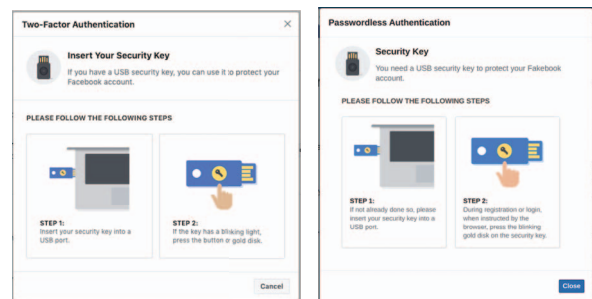 Two-Factor Authentication
Insert Your Security Key
If you have a USB security key, you can use it to protect your
Facebook account.
PLEASE FOLLOW THE FOLLOWING STEPS
STEP 1:
Insert your security key into a
USB port.
STEP 2:
If the key has a blinking light,
press the button or gold disk.
Cancel
Passwordless Authentication
Security Key
You need a USB security key to protect your Fakebook
account.
PLEASE FOLLOW THE FOLLOWING STEPS
STEP 1:
If not already done so, please
insert your security key into a
USB port.
STEP 2:
During registration or login,
when instructed by the
browser, press the blinking
gold disk on the security key.
Close